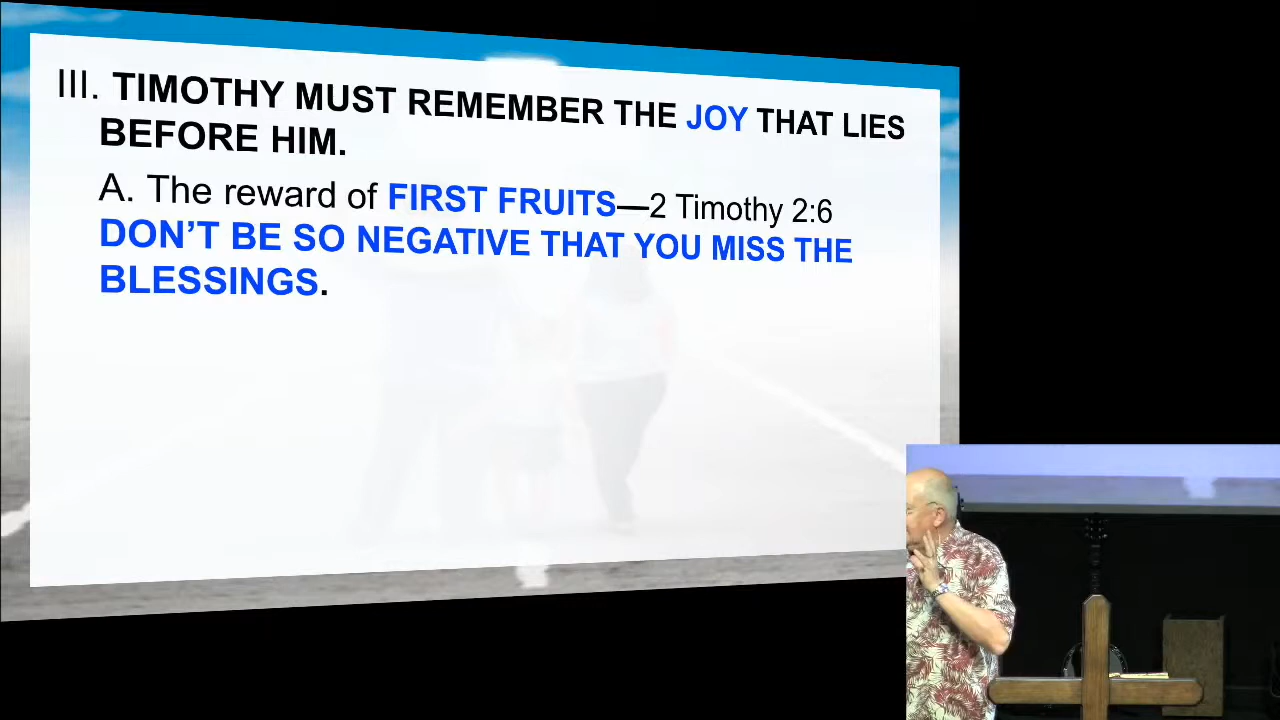 III. TIMOTHY MUST REMEMBER THE JOY THAT LIES
BEFORE HIM.
A. The reward of FIRST FRUITS—2 Timothy 2:6
DON’T BE SO NEGATIVE THAT YOU MISS THE
BLESSINGS.